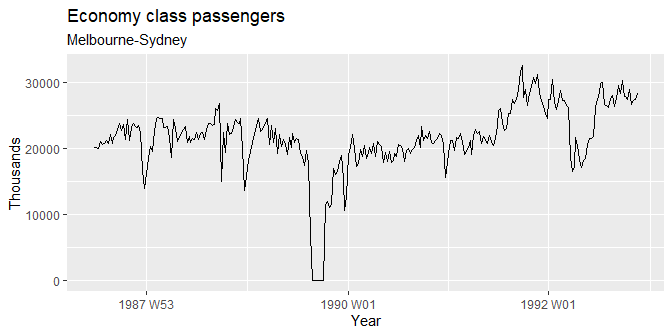 Economy class passengers
Melbourne-Sydney
Thousands
30000
20000
10000
0
1987 W53
1990 W01
1992 W01
Year